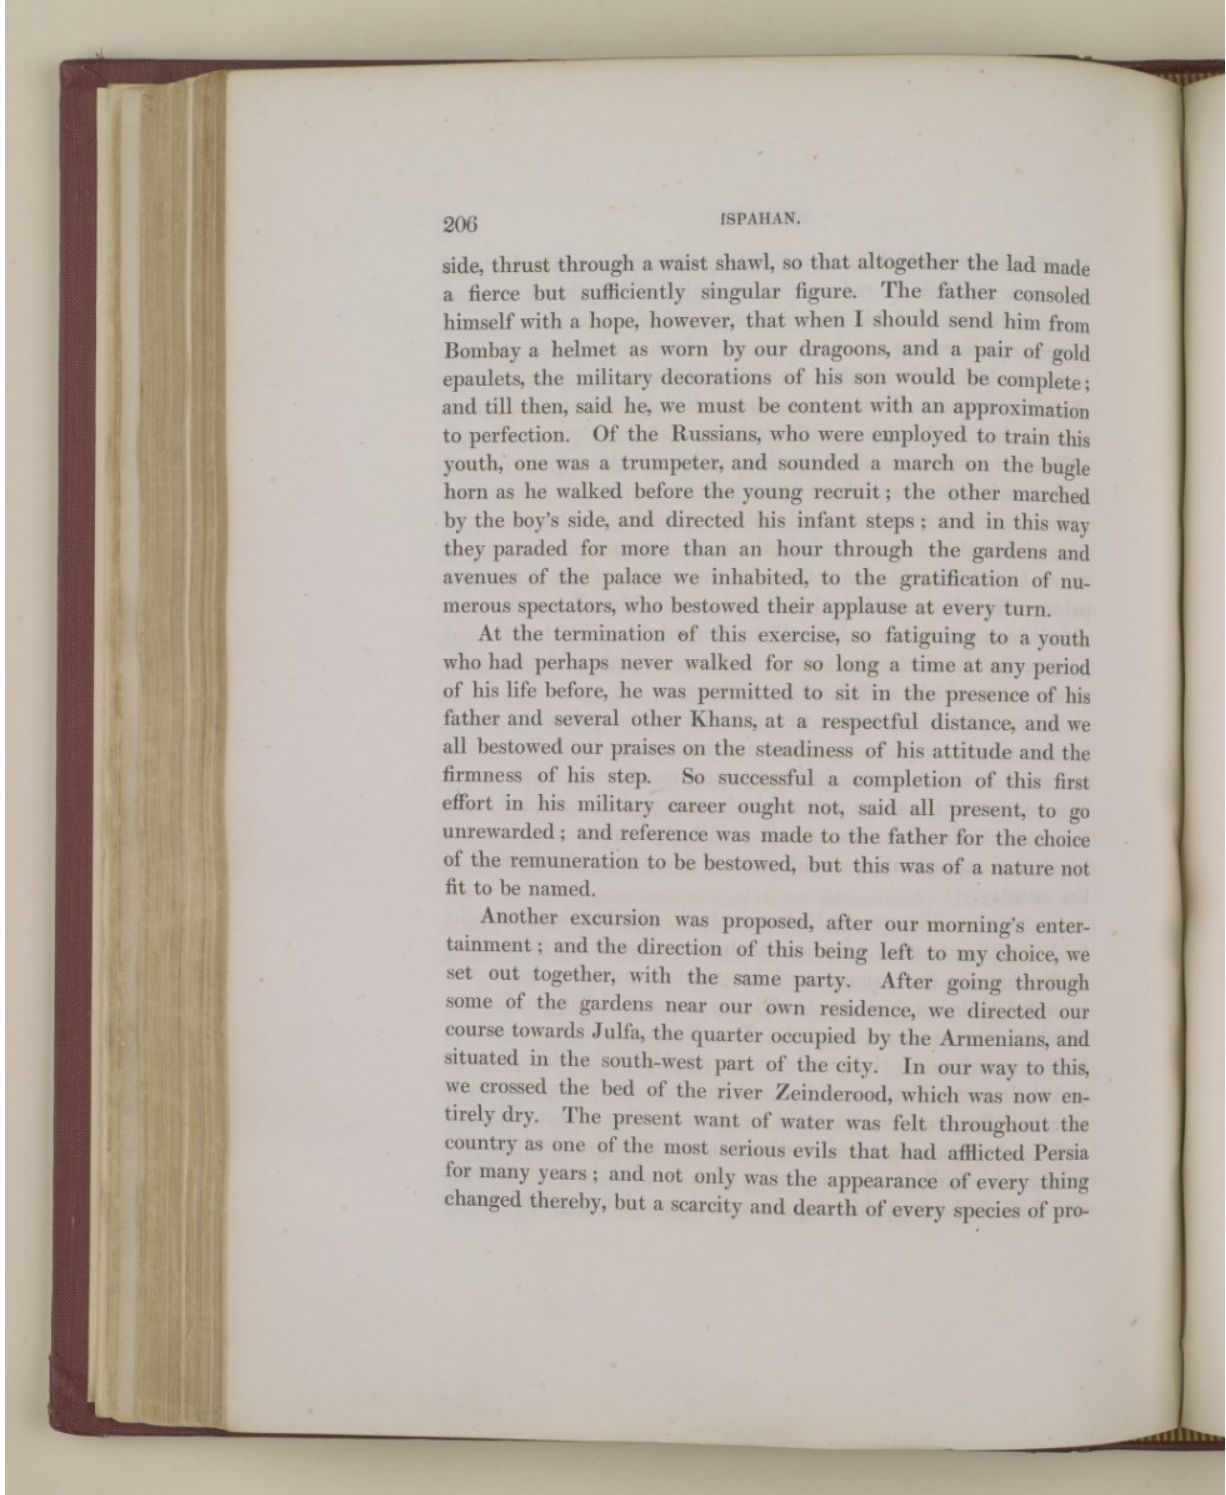 206
ISPAHAN.
side, thrust through a waist shawl, so that altogether the lad made
a fierce but sufficiently singular figure. The father consoled
himself with a hope, however, that when I should send him from
Bombay a helmet as worn by our dragoons, and a pair of gold
epaulets, the military decorations of his son would be complete;
and till then, said he, we must be content with an approximation
to perfection. Of the Russians, who were employed to train this
youth, one was a trumpeter, and sounded a march on the bugle
horn as he walked before the young recruit; the other marched
by the boy's side, and directed his infant steps; and in this way
they paraded for more than an hour through the gardens and
avenues of the palace we inhabited, to the gratification of nu-
merous spectators, who bestowed their applause at every turn.
At the termination of this exercise, so fatiguing to a youth
who had perhaps never walked for so long a time at any period
of his life before, he was permitted to sit in the presence of his
father and several other Khans, at a respectful distance, and we
all bestowed our praises on the steadiness of his attitude and the
firmness of his step. So successful a completion of this first
effort in his military career ought not, said all present, to go
unrewarded; and reference was made to the father for the choice
of the remuneration to be bestowed, but this was of a nature not
fit to be named.
Another excursion was proposed, after our morning's enter-
tainment; and the direction of this being left to my choice, we
set out together, with the same party. After going through
some of the gardens near our own residence, we directed our
course towards Julfa, the quarter occupied by the Armenians, and
situated in the south-west part of the city. In our way to this,
we crossed the bed of the river Zeinderood, which was now en-
tirely dry. The present want of water was felt throughout the
country as one of the most serious evils that had afflicted Persia
for many years; and not only was the appearance of every thing
changed thereby, but a scarcity and dearth of every species of pro-